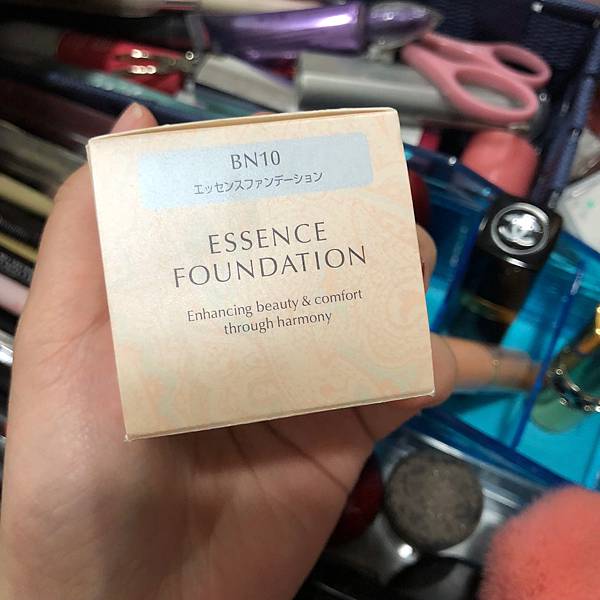 BN10
エッセンスファンデーション
ESSENCE
FOUNDATION
Enhancing beauty & comfort
through harmony